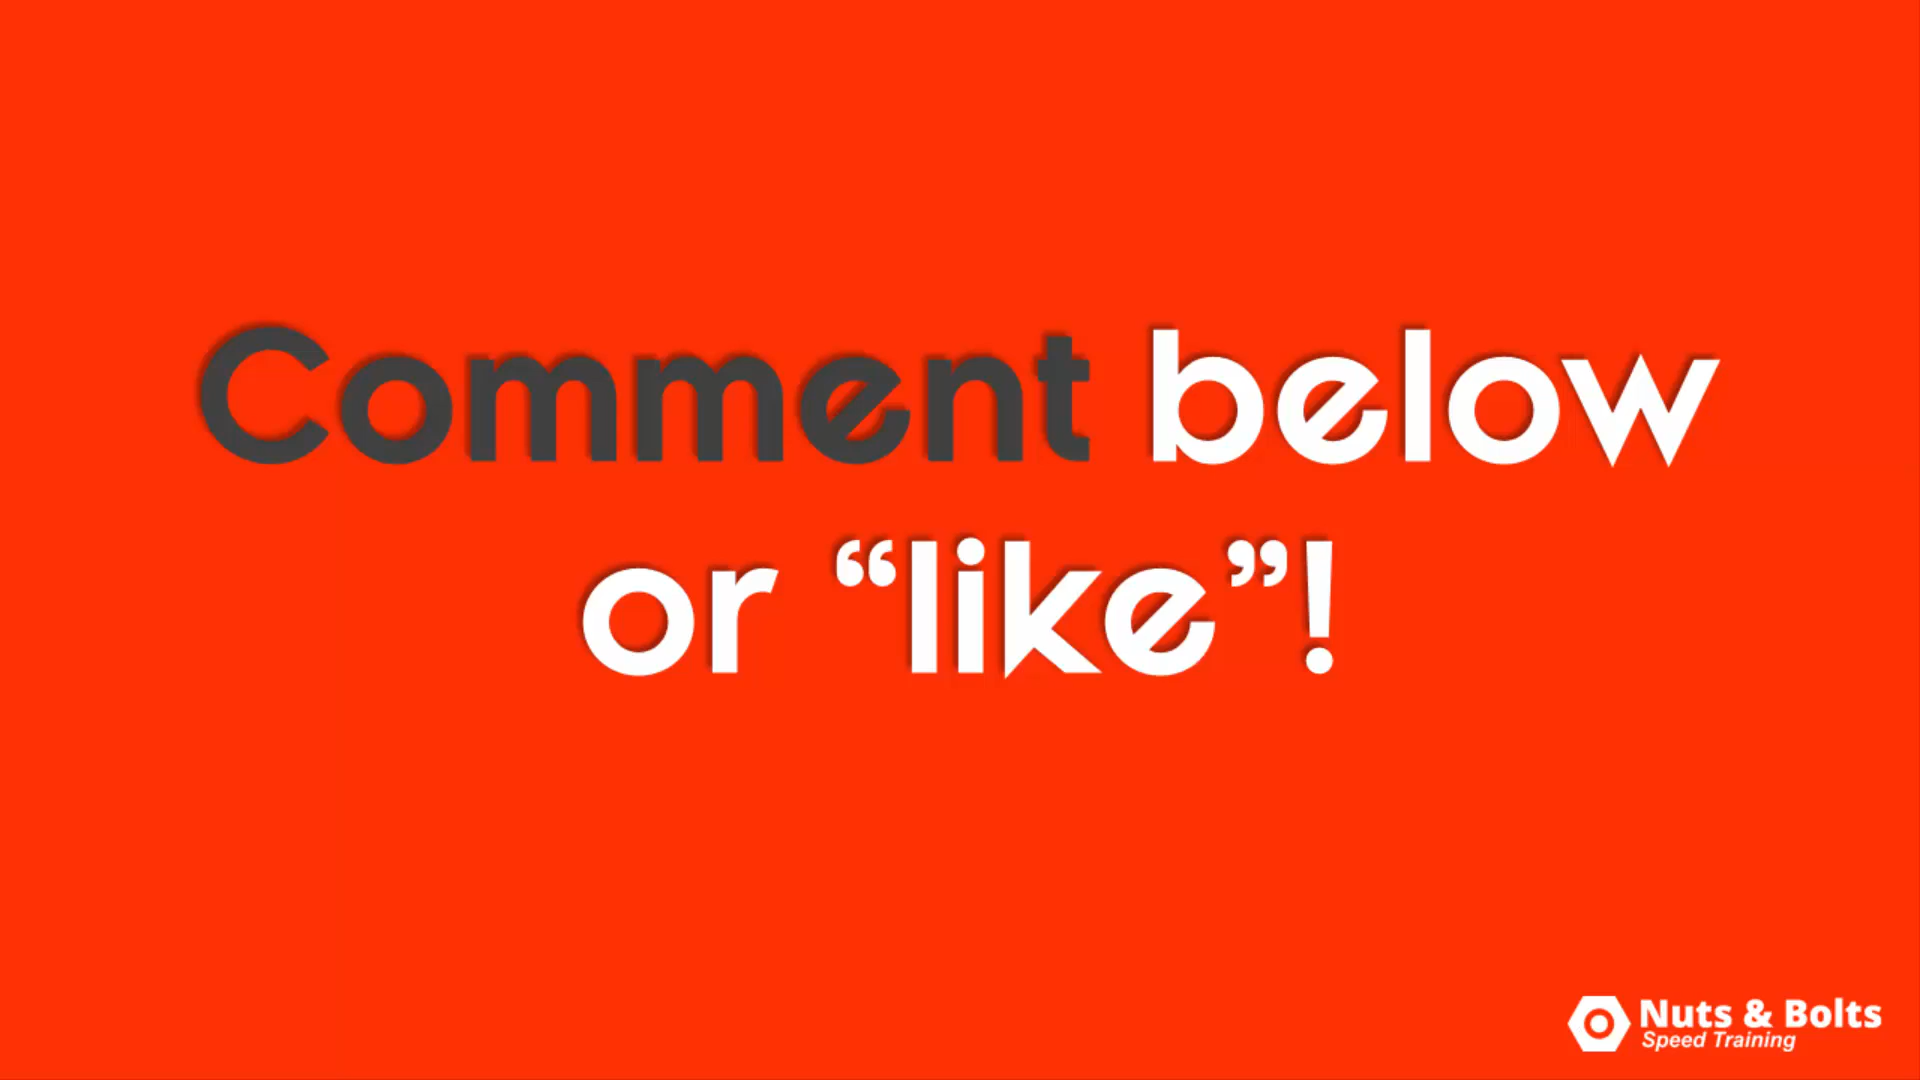 Comment below
or “like”!
Nuts & Bolts
Speed Training